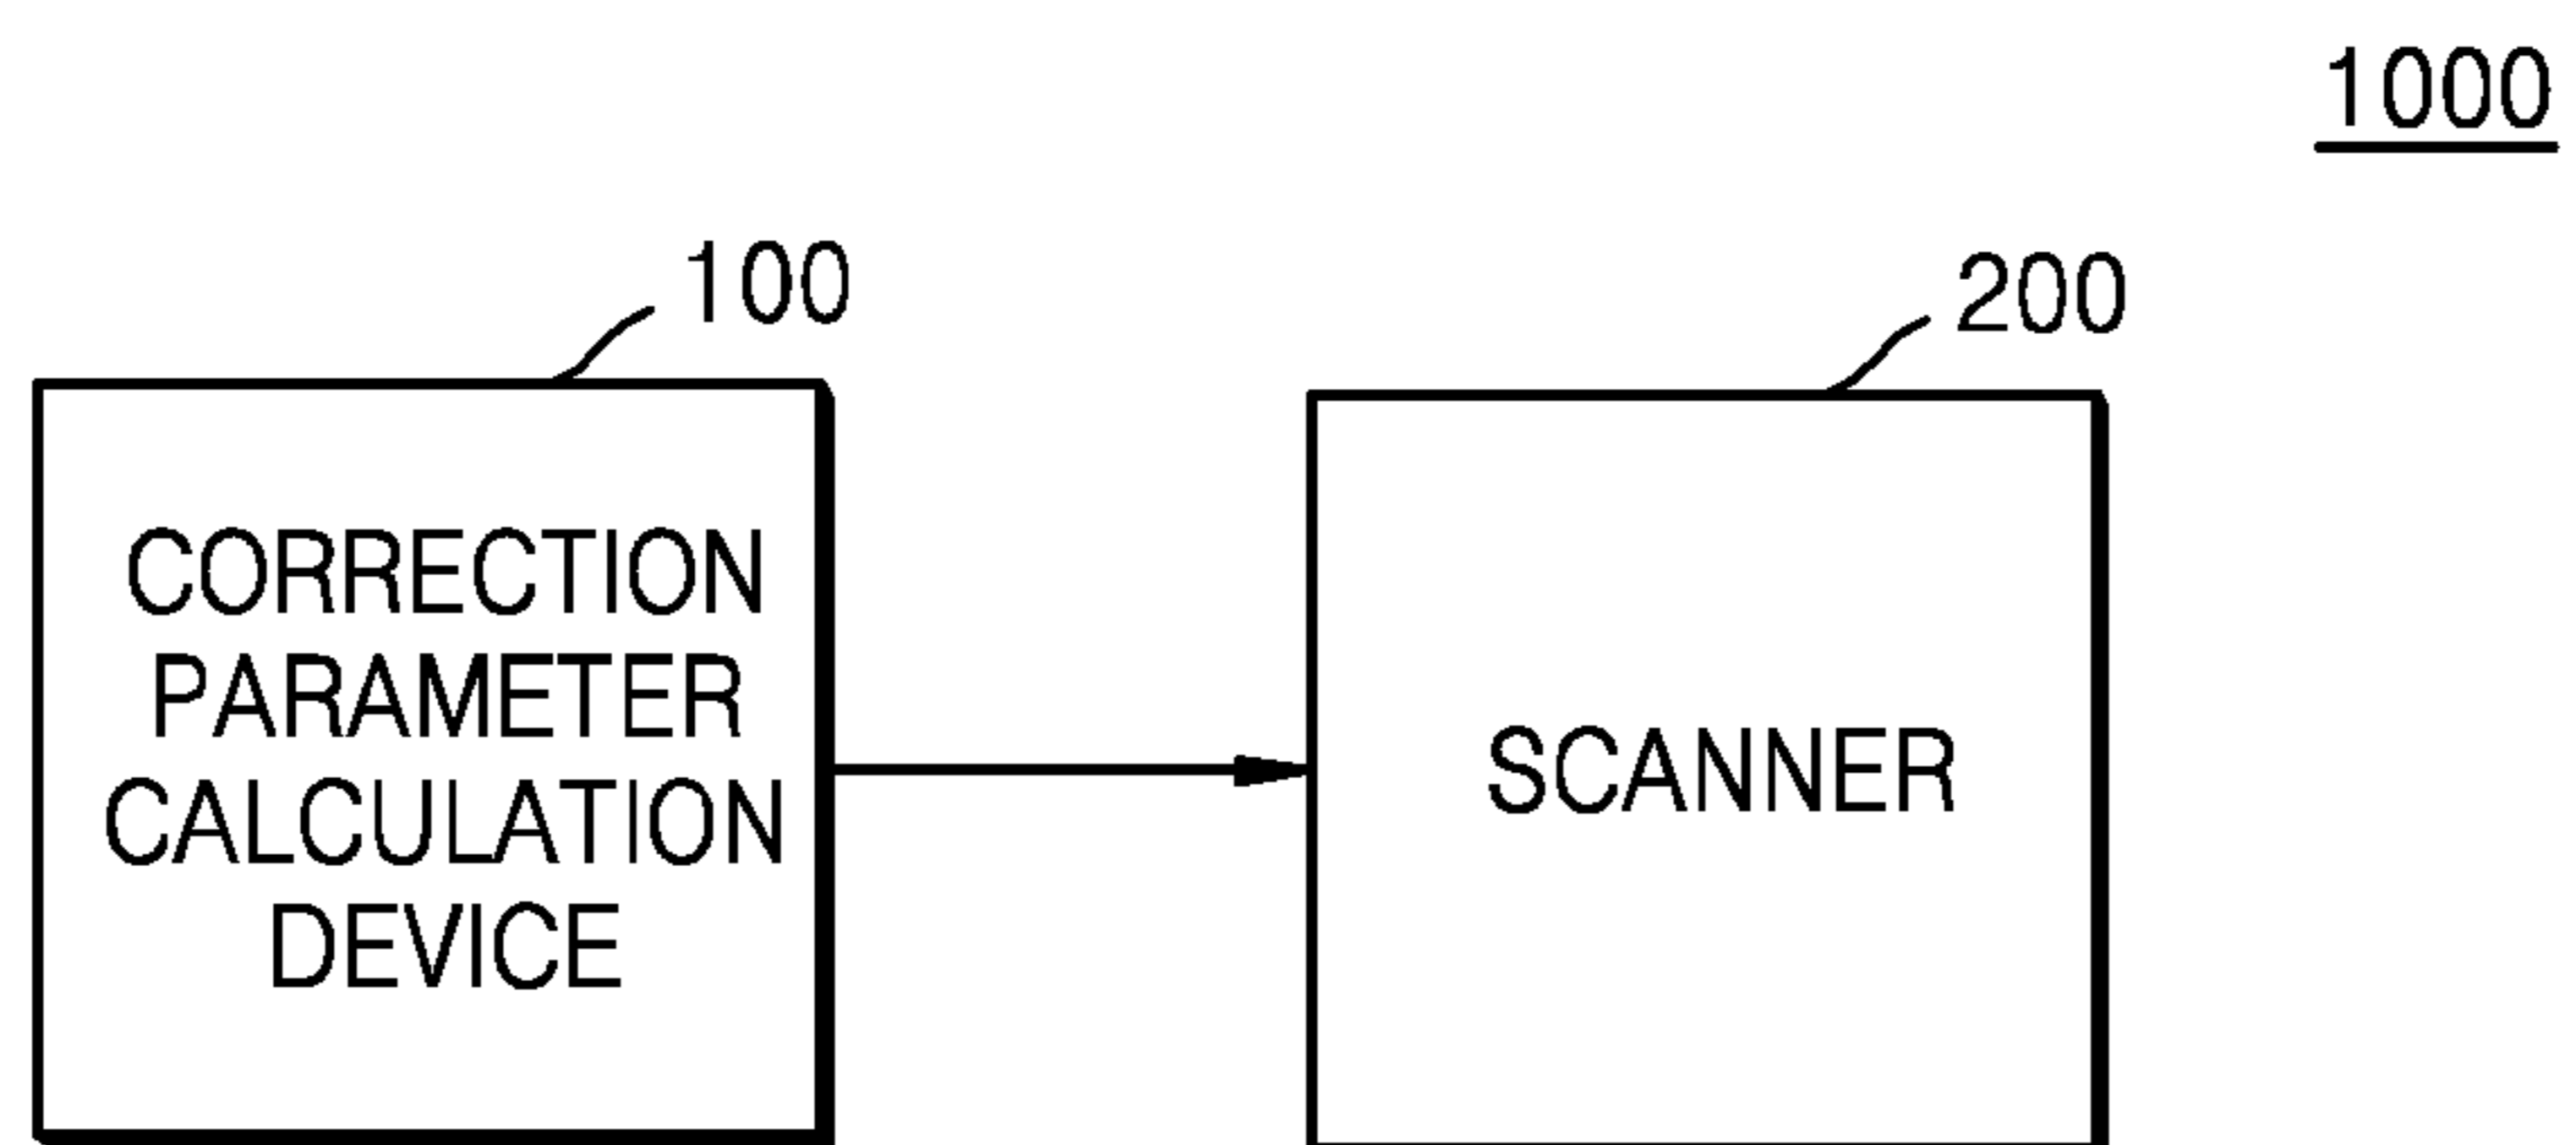 1000
100
200
CORRECTION
PARAMETER
CALCULATION
DEVICE
SCANNER